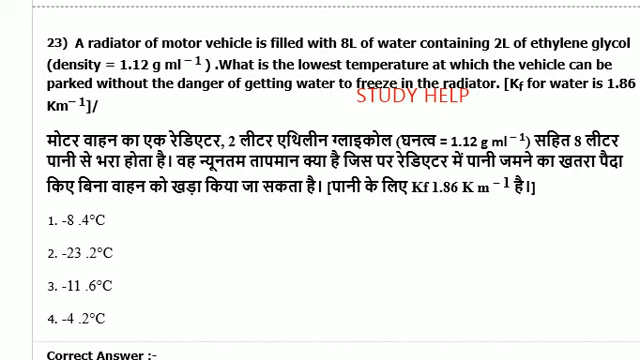 23) A radiator of motor vehicle is filled with 8L of water containing 2L of ethylene glycol
(density = 1.12 g ml⁻¹ ) .What is the lowest temperature at which the vehicle can be
parked without the danger of getting water to freeze in the radiator. [Kf for water is 1.86
STUDY HELP
Km⁻¹]/
मोटर वाहन का एक रेडिएटर, 2 लीटर एथिलीन ग्लाइकोल (घनत्व = 1.12 g ml⁻¹) सहित 8 लीटर
पानी से भरा होता है। वह न्यूनतम तापमान क्या है जिस पर रेडिएटर में पानी जमने का खतरा पैदा
किए बिना वाहन को खड़ा किया जा सकता है। [पानी के लिए Kf 1.86 K m⁻¹ है।]
1. -8 .4°C
2. -23 .2°C
3. -11 .6°C
4. -4 .2°C
Correct Answer :-